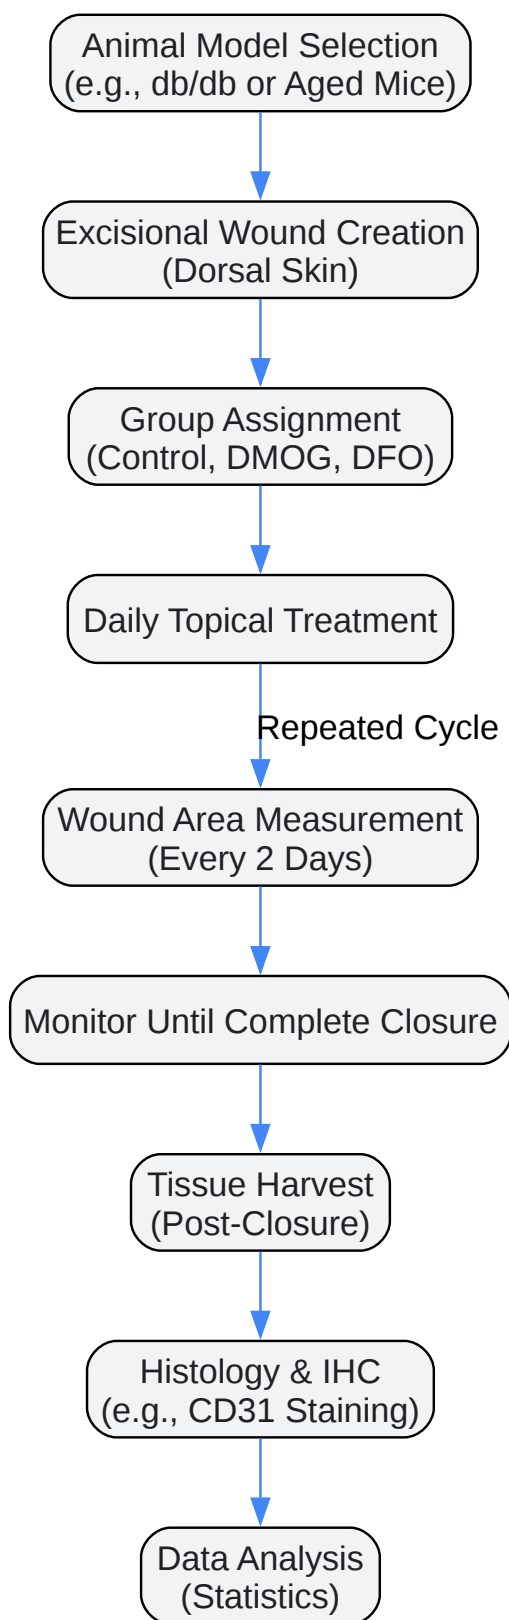 Animal Model Selection
(e.g., db/db or Aged Mice)
Excisional Wound Creation
(Dorsal Skin)
Group Assignment
(Control, DMOG, DFO)
Daily Topical Treatment
Repeated Cycle
Wound Area Measurement
(Every 2 Days)
Monitor Until Complete Closure
Tissue Harvest
(Post-Closure)
Histology & IHC
(e.g., CD31 Staining)
Data Analysis
(Statistics)